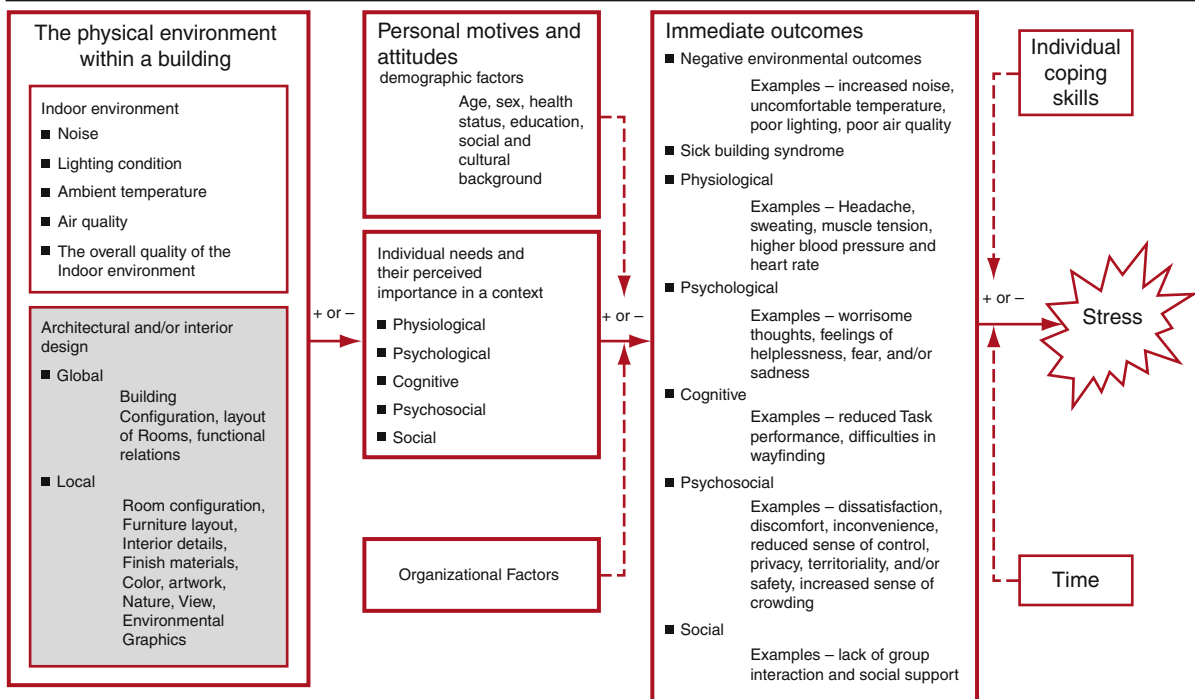 The physical environment
within a building
Indoor environment
■ Noise
■ Lighting condition
■ Ambient temperature
■ Air quality
■ The overall quality of the
Indoor environment
Architectural and/or interior
design
■ Global
Building
Configuration, layout
of Rooms, functional
relations
■ Local
Room configuration,
Furniture layout,
Interior details,
Finish materials,
Color, artwork,
Nature, View,
Environmental
Graphics
+ or –
Personal motives and
attitudes
demographic factors
Age, sex, health
status, education,
social and
cultural
background
Individual needs and
their perceived
importance in a context
■ Physiological
■ Psychological
■ Cognitive
■ Psychosocial
■ Social
Organizational Factors
+ or –
Immediate outcomes
■ Negative environmental outcomes
Examples – increased noise,
uncomfortable temperature,
poor lighting, poor air quality
■ Sick building syndrome
■ Physiological
Examples – Headache,
sweating, muscle tension,
higher blood pressure and
heart rate
■ Psychological
Examples – worrisome
thoughts, feelings of
helplessness, fear, and/or
sadness
■ Cognitive
Examples – reduced Task
performance, difficulties in
wayfinding
■ Psychosocial
Examples – dissatisfaction,
discomfort, inconvenience,
reduced sense of control,
privacy, territoriality, and/or
safety, increased sense of
crowding
■ Social
Examples – lack of group
interaction and social support
Individual
coping
skills
+ or –
Stress
Time